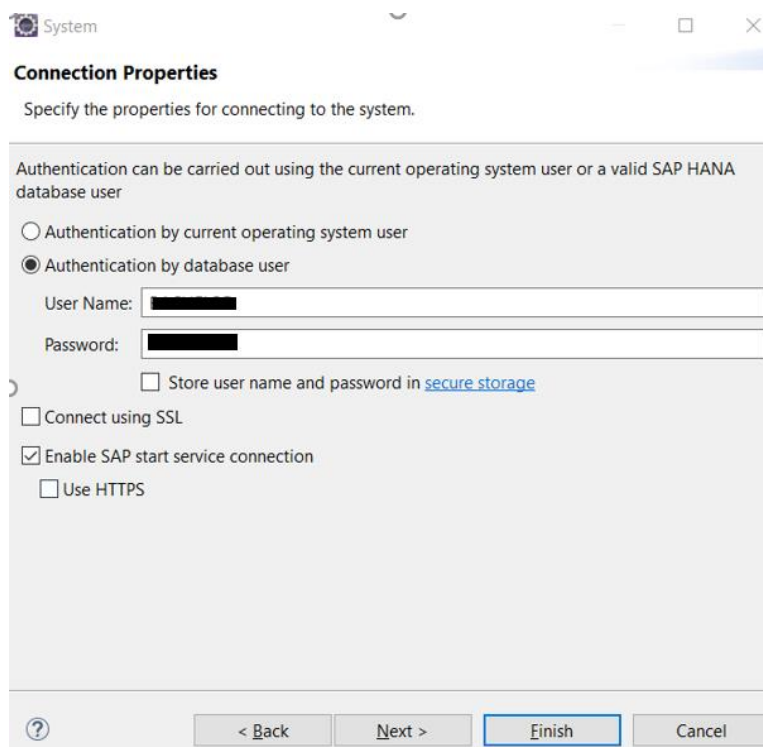 System
Connection Properties
Specify the properties for connecting to the system.
Authentication can be carried out using the current operating system user or a valid SAP HANA
database user
Authentication by current operating system user
Authentication by database user
User Name:
Password:
Store user name and password in secure storage
Connect using SSL
Enable SAP start service connection
Use HTTPS
? < Back Next > Finish Cancel